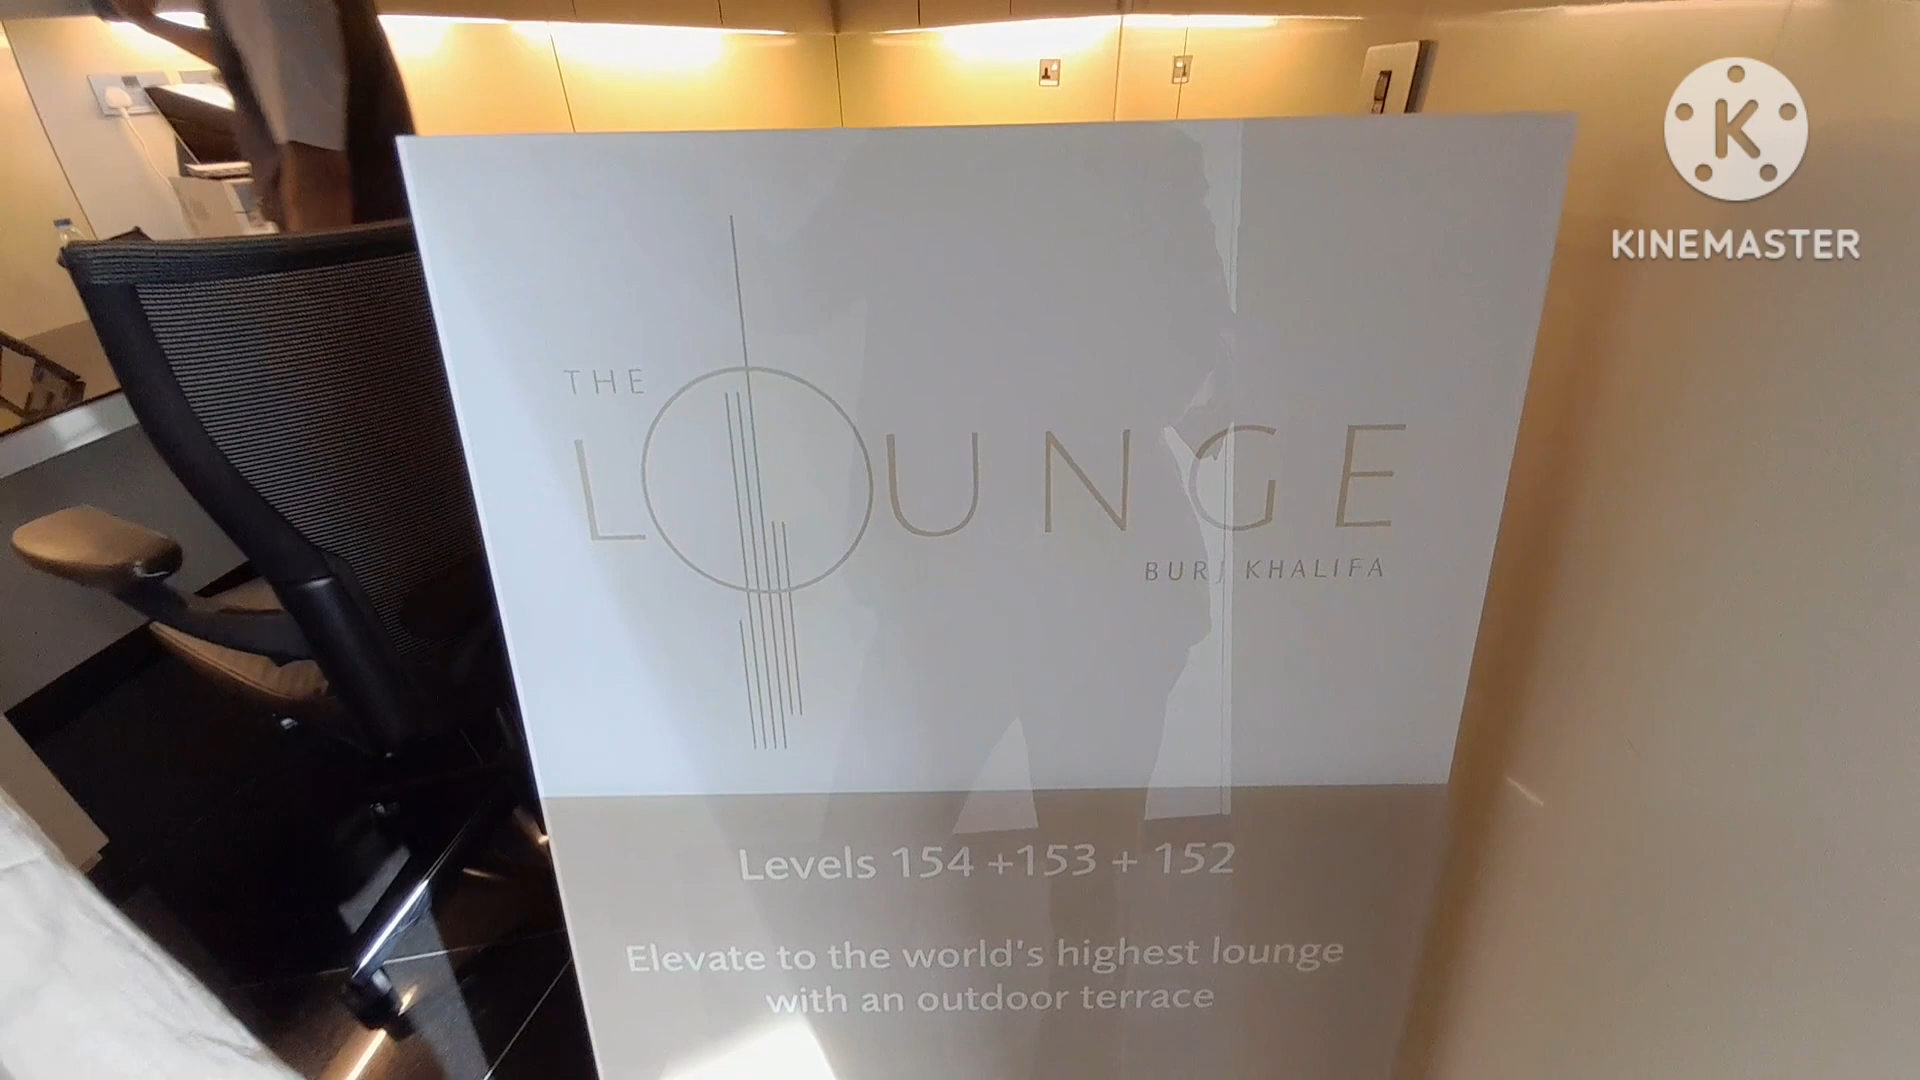 THE
LOUNGE
BURJ KHALIFA
Levels 154 +153 + 152
Elevate to the world's highest lounge
with an outdoor terrace
K
KINEMASTER